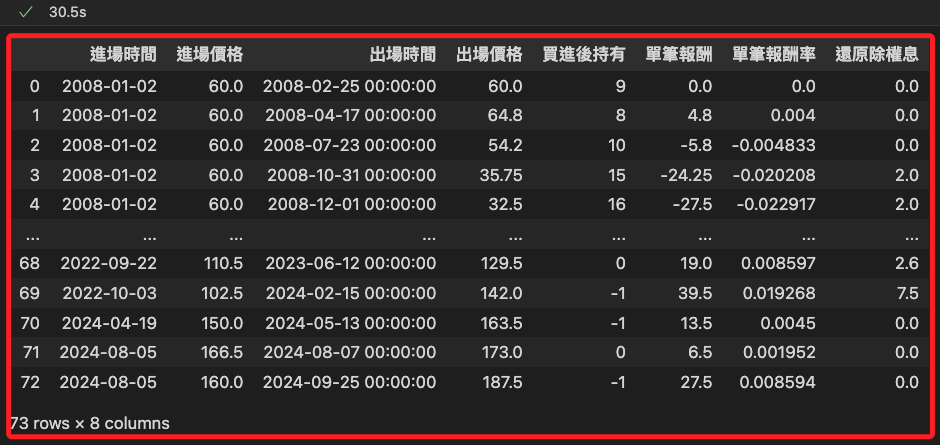 30.5s
進場時間 進場價格 出場時間 出場價格 買進後持有 單筆報酬 單筆報酬率 還原除權息
0 2008-01-02 60.0 2008-02-25 00:00:00 60.0 9 0.0 0.0 0.0
1 2008-01-02 60.0 2008-04-17 00:00:00 64.8 8 4.8 0.004 0.0
2 2008-01-02 60.0 2008-07-23 00:00:00 54.2 10 -5.8 -0.004833 0.0
3 2008-01-02 60.0 2008-10-31 00:00:00 35.75 15 -24.25 -0.020208 2.0
4 2008-01-02 60.0 2008-12-01 00:00:00 32.5 16 -27.5 -0.022917 2.0
... ... ... ... ... ... ... ... ...
68 2022-09-22 110.5 2023-06-12 00:00:00 129.5 0 19.0 0.008597 2.6
69 2022-10-03 102.5 2024-02-15 00:00:00 142.0 -1 39.5 0.019268 7.5
70 2024-04-19 150.0 2024-05-13 00:00:00 163.5 -1 13.5 0.0045 0.0
71 2024-08-05 166.5 2024-08-07 00:00:00 173.0 0 6.5 0.001952 0.0
72 2024-08-05 160.0 2024-09-25 00:00:00 187.5 -1 27.5 0.008594 0.0
73 rows × 8 columns